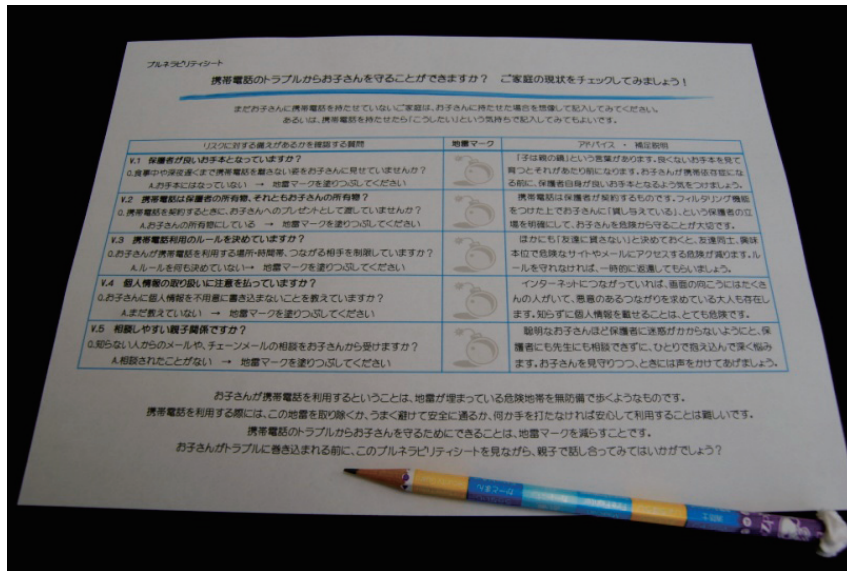 プルネラビリティシート
携帯電話のトラブルからお子さんを守ることができますか？　ご家庭の現状をチェックしてみましょう！
まだお子さんに携帯電話を持たせていないご家庭は、お子さんに持たせた場合を想像して記入してみてください。
あるいは、携帯電話を持たせたら「こうしたい」という気持ちで記入してみてもよいです。
リスクに対する備えがあるかを確認する質問
地雷マーク
アドバイス ・ 補足説明
V.1 保護者が良いお手本となっていますか？
Q.食事中や深夜遅くまで携帯電話を離さない姿をお子さんに見せていませんか？
A.お手本にはなっていない → 地雷マークを塗りつぶしてください
「子は親の鏡」という言葉があります。良くないお手本を見て
育つとそれがあたり前になります。お子さんが携帯依存症にな
る前に、保護者自身が良いお手本となるよう気をつけましょう。
V.2 携帯電話は保護者の所有物、それともお子さんの所有物？
Q.携帯電話を契約するときに、お子さんへのプレゼントとして渡していませんか？
A.お子さんの所有物にしている → 地雷マークを塗りつぶしてください
携帯電話は保護者が契約するものです。フィルタリング機能
をつけた上でお子さんに「貸し与えている」、という保護者の立
場を明確にして、お子さんを危険から守ることが大切です。
V.3 携帯電話利用のルールを決めていますか？
Q.お子さんが携帯電話を利用する場所・時間帯、つながる相手を制限していますか？
A.ルールを何も決めていない→ 地雷マークを塗りつぶしてください
ほかにも「友達に貸さない」と決めておくと、友達同士、興味
本位で危険なサイトやメールにアクセスする危険が減ります。ル
ールを守れなければ、一時的に返還してもらいましょう。
V.4 個人情報の取り扱いに注意を払っていますか？
Q.お子さんに個人情報を不用意に書き込まないことを教えていますか？
A.まだ教えていない → 地雷マークを塗りつぶしてください
インターネットにつながっていれば、画面の向こうにはたくさ
んの人がいて、悪意のあるつながりを求めている大人も存在し
ます。知らずに個人情報を載せることは、とても危険です。
V.5 相談しやすい親子関係ですか？
Q.知らない人からのメールや、チェーンメールの相談をお子さんから受けますか？
A.相談されたことがない → 地雷マークを塗りつぶしてください
聡明なお子さんほど保護者に迷惑がかからないようにと、保
護者にも先生にも相談できずに、ひとりで抱え込んで深く悩み
ます。お子さんを見守りつつ、ときには声をかけてあげましょう。
お子さんが携帯電話を利用するということは、地雷が埋まっている危険地帯を無防備で歩くようなものです。
携帯電話を利用する際には、この地雷を取り除くか、うまく避けて安全に通るか、何か手を打たなければ安心して利用することは難しいです。
携帯電話のトラブルからお子さんを守るためにできることは、地雷マークを減らすことです。
お子さんがトラブルに巻き込まれる前に、このプルネラビリティシートを見ながら、親子で話し合ってみてはいかがでしょう？